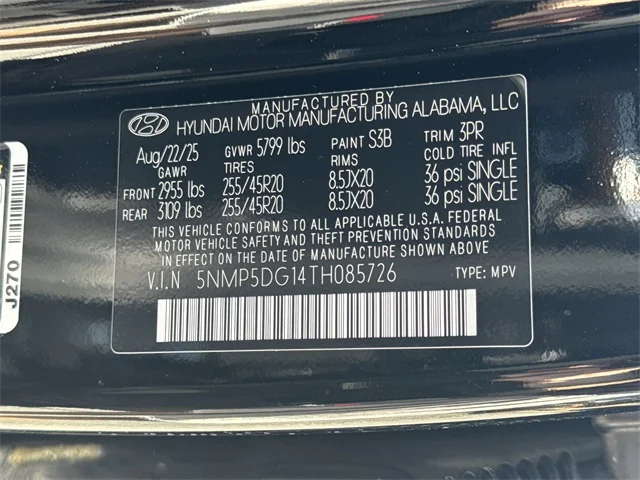 MANUFACTURED BY
HYUNDAI MOTOR MANUFACTURING ALABAMA, LLC
Aug/22/25 GVWR 5799 lbs PAINT S3B TRIM 3PR
GAWR TIRES RIMS COLD TIRE INFL
FRONT 2955 lbs 255/45R20 8.5JX20 36 psi SINGLE
REAR 3109 lbs 255/45R20 8.5JX20 36 psi SINGLE
THIS VEHICLE CONFORMS TO ALL APPLICABLE U.S.A. FEDERAL
MOTOR VEHICLE SAFETY AND THEFT PREVENTION STANDARDS
IN EFFECT ON THE DATE OF MANUFACTURE SHOWN ABOVE.
V.I.N 5NMP5DG14TH085726 TYPE: MPV
J270